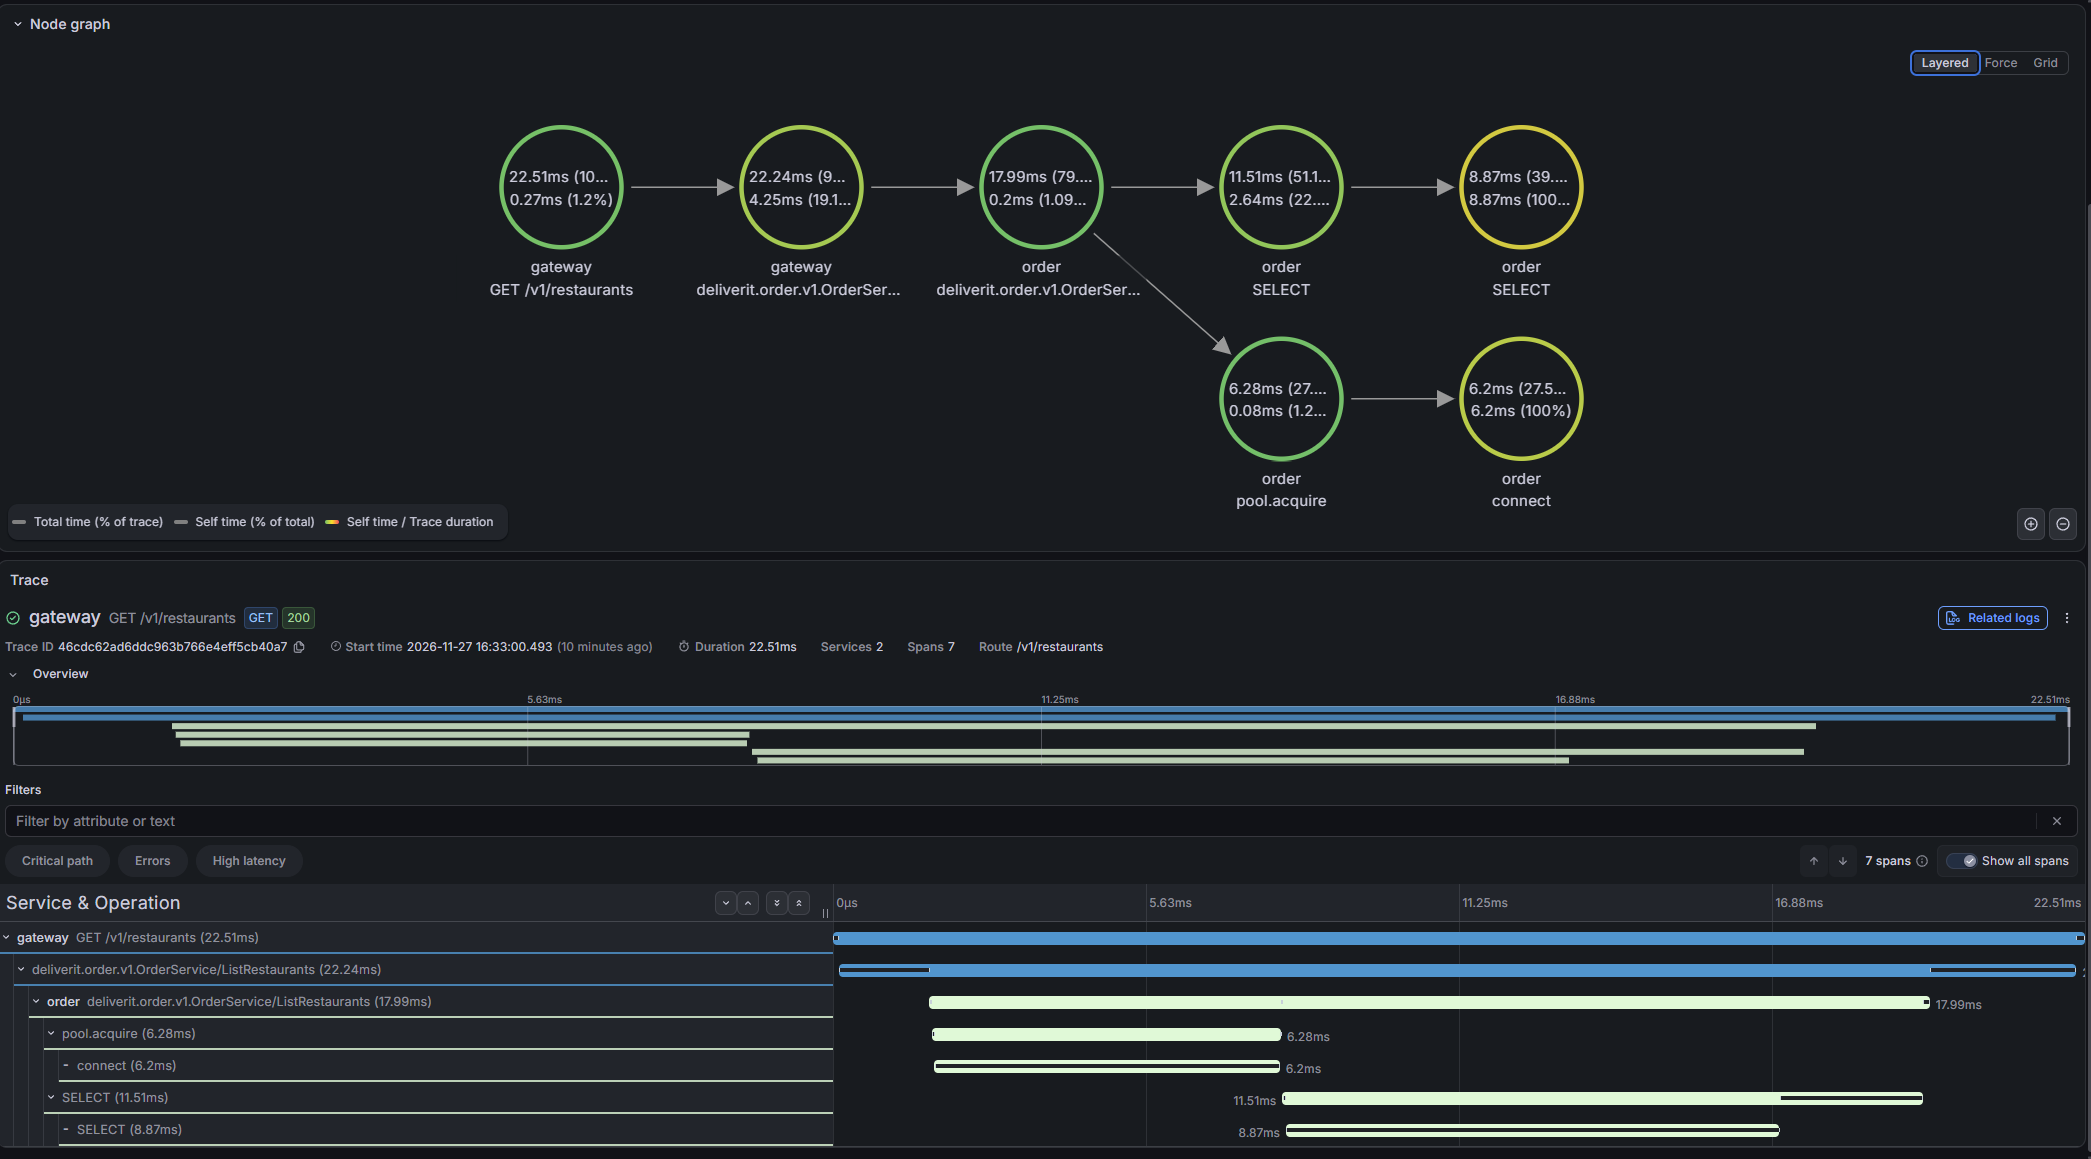 Node graph
Layered Force Grid
22.51ms (10...
0.27ms (1.2%)
gateway
GET /v1/restaurants
22.24ms (9...
4.25ms (19.1...
gateway
deliverit.order.v1.OrderSer...
17.99ms (79....
0.2ms (1.09...
order
deliverit.order.v1.OrderSer...
11.51ms (51.1...
2.64ms (22....
order
SELECT
8.87ms (39....
8.87ms (100...
order
SELECT
6.28ms (27....
0.08ms (1.2...
order
pool.acquire
6.2ms (27.5...
6.2ms (100%)
order
connect
Total time (% of trace) Self time (% of total) Self time / Trace duration
Trace
gateway GET /v1/restaurants GET 200
Related logs
Trace ID 46cdc62ad6ddc963b766e4eff5cb40a7 Start time 2026-11-27 16:33:00.493 (10 minutes ago) Duration 22.51ms Services 2 Spans 7 Route /v1/restaurants
Overview
0μs 5.63ms 11.25ms 16.88ms 22.51ms
Filters
Filter by attribute or text
Critical path Errors High latency 7 spans Show all spans
Service & Operation 0μs 5.63ms 11.25ms 16.88ms 22.51ms
gateway GET /v1/restaurants (22.51ms)
deliverit.order.v1.OrderService/ListRestaurants (22.24ms)
order deliverit.order.v1.OrderService/ListRestaurants (17.99ms) 17.99ms
pool.acquire (6.28ms) 6.28ms
connect (6.2ms) 6.2ms
SELECT (11.51ms) 11.51ms
SELECT (8.87ms) 8.87ms